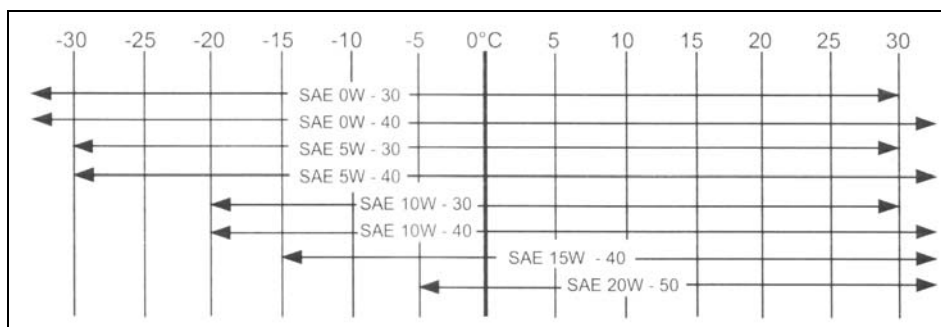 -30 -25 -20 -15 -10 -5 0°C 5 10 15 20 25 30
SAE 0W - 30
SAE 0W - 40
SAE 5W - 30
SAE 5W - 40
SAE 10W - 30
SAE 10W - 40
SAE 15W - 40
SAE 20W - 50